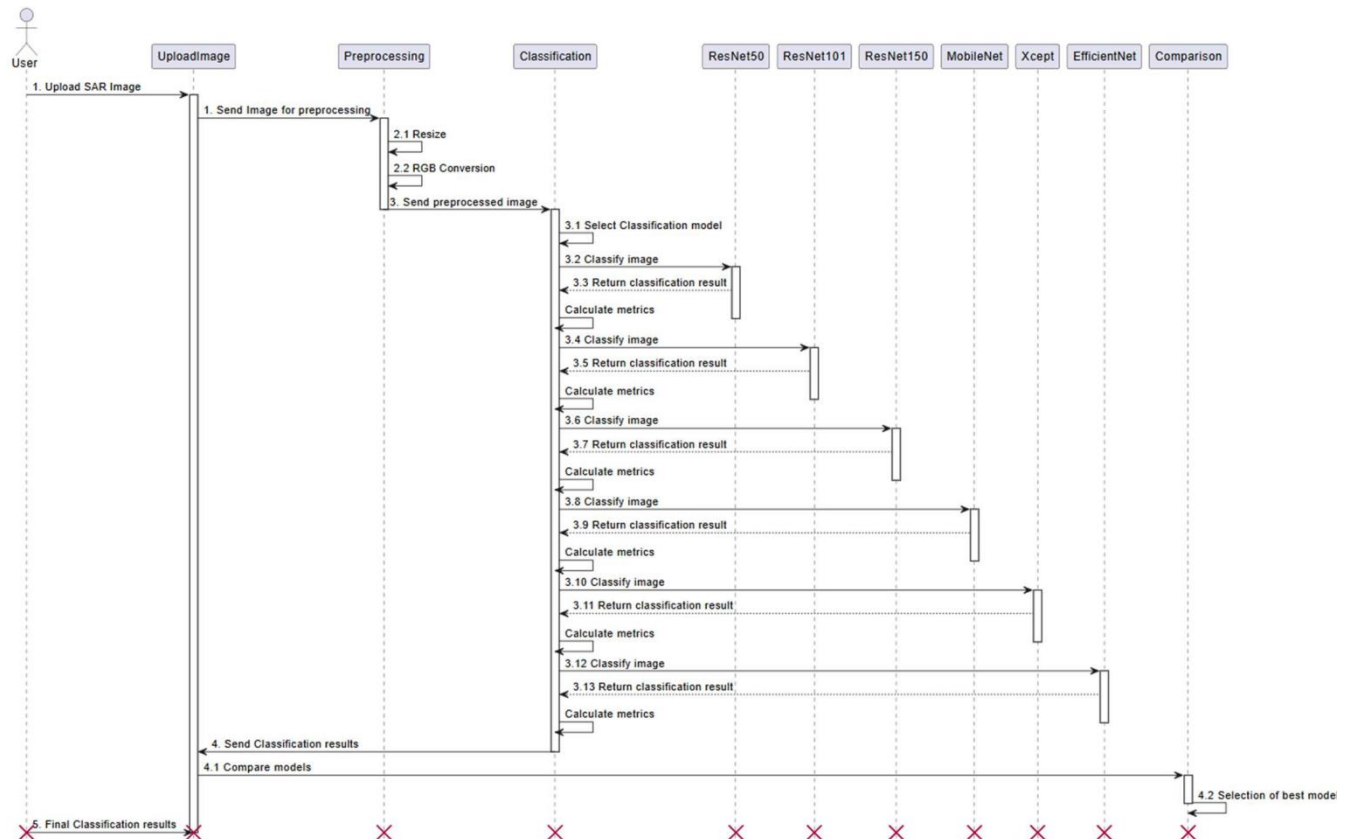 User
UploadImage
Preprocessing
Classification
ResNet50
ResNet101
ResNet150
MobileNet
Xcept
EfficientNet
Comparison
1. Upload SAR Image
1. Send Image for preprocessing
2.1 Resize
2.2 RGB Conversion
3. Send preprocessed image
3.1 Select Classification model
3.2 Classify image
3.3 Return classification result
Calculate metrics
3.4 Classify image
3.5 Return classification result
Calculate metrics
3.6 Classify image
3.7 Return classification result
Calculate metrics
3.8 Classify image
3.9 Return classification result
Calculate metrics
3.10 Classify image
3.11 Return classification result
Calculate metrics
3.12 Classify image
3.13 Return classification result
Calculate metrics
4. Send Classification results
4.1 Compare models
4.2 Selection of best model
5. Final Classification results